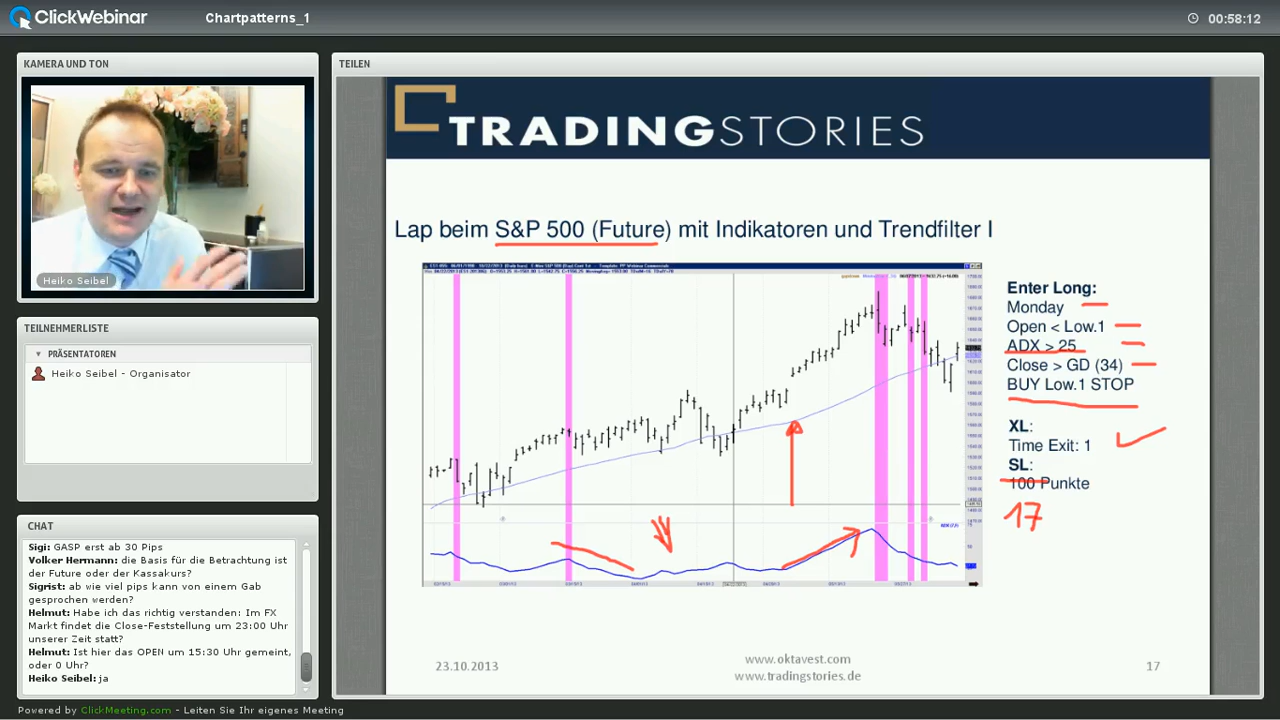 ClickWebinar
Chartpatterns_1
00:58:12
KAMERA UND TON
Heiko Seibel
TEILNEHMERLISTE
PRÄSENTATOREN
Heiko Seibel - Organisator
CHAT
Sigi: GASP erst ab 30 Pips
Volker Hermann: die Basis für die Betrachtung ist
der Future oder der Kassakurs?
Sigrist: ab wie viel pips kann von einem Gab
gesprochen werden?
Helmut: Habe ich das richtig verstanden: Im FX
Markt findet die Close-Feststellung um 23:00 Uhr
unserer Zeit statt?
Helmut: Ist hier das OPEN um 15:30 Uhr gemeint,
oder 0 Uhr?
Heiko Seibel: ja
TEILEN
TRADINGSTORIES
Lap beim S&P 500 (Future) mit Indikatoren und Trendfilter I
Enter Long:
Monday
Open < Low.1
ADX > 25
Close > GD (34)
BUY Low.1 STOP
XL:
Time Exit: 1
SL:
100 Punkte
17
23.10.2013
www.oktavest.com
www.tradingstories.de
17
Powered by ClickMeeting.com - Leiten Sie Ihr eigenes Meeting